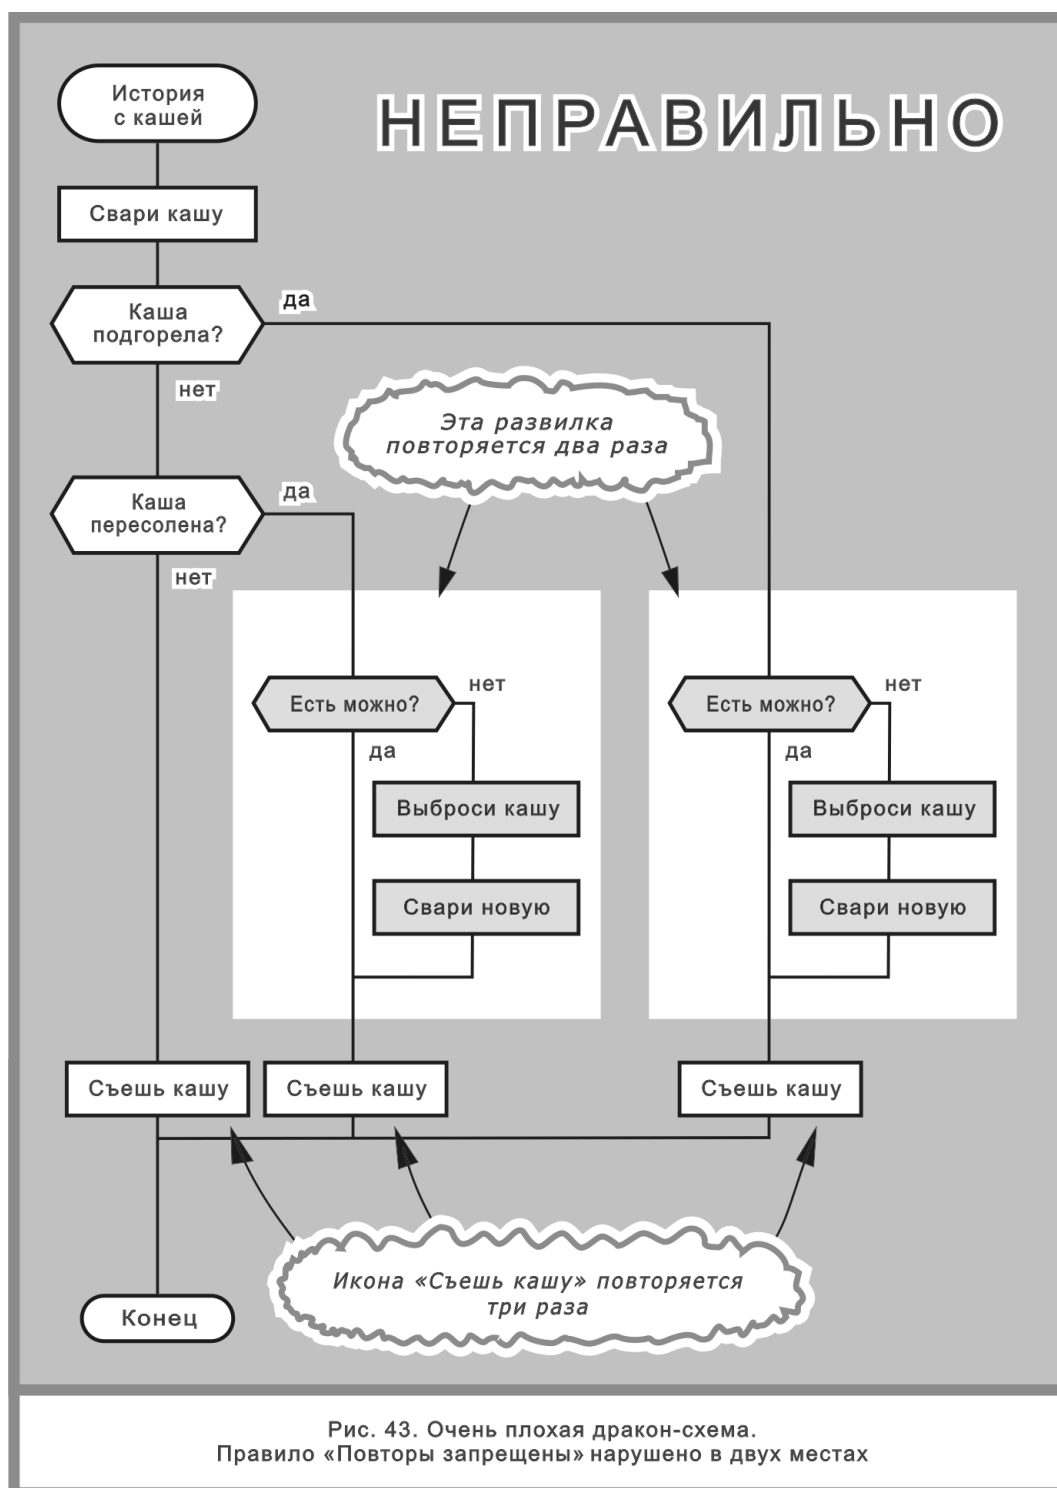 История
с кашей
НЕПРАВИЛЬНО
Свари кашу
Каша
подгорела?
да
нет
Эта развилка
повторяется два раза
Каша
пересолена?
да
нет
Есть можно?
нет
да
Выброси кашу
Свари новую
Есть можно?
нет
да
Выброси кашу
Свари новую
Съешь кашу
Съешь кашу
Съешь кашу
Икона «Съешь кашу» повторяется
три раза
Конец
Рис. 43. Очень плохая дракон-схема.
Правило «Повторы запрещены» нарушено в двух местах